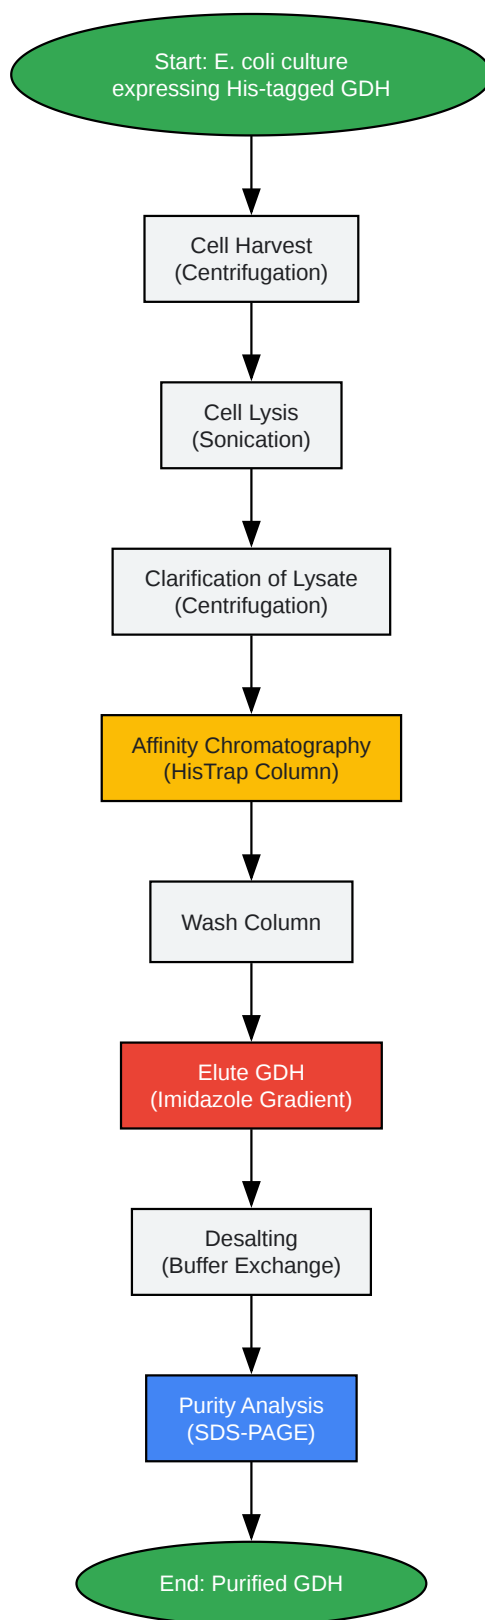 Start: E. coli culture
expressing His-tagged GDH
Cell Harvest
(Centrifugation)
Cell Lysis
(Sonication)
Clarification of Lysate
(Centrifugation)
Affinity Chromatography
(HisTrap Column)
Wash Column
Elute GDH
(Imidazole Gradient)
Desalting
(Buffer Exchange)
Purity Analysis
(SDS-PAGE)
End: Purified GDH